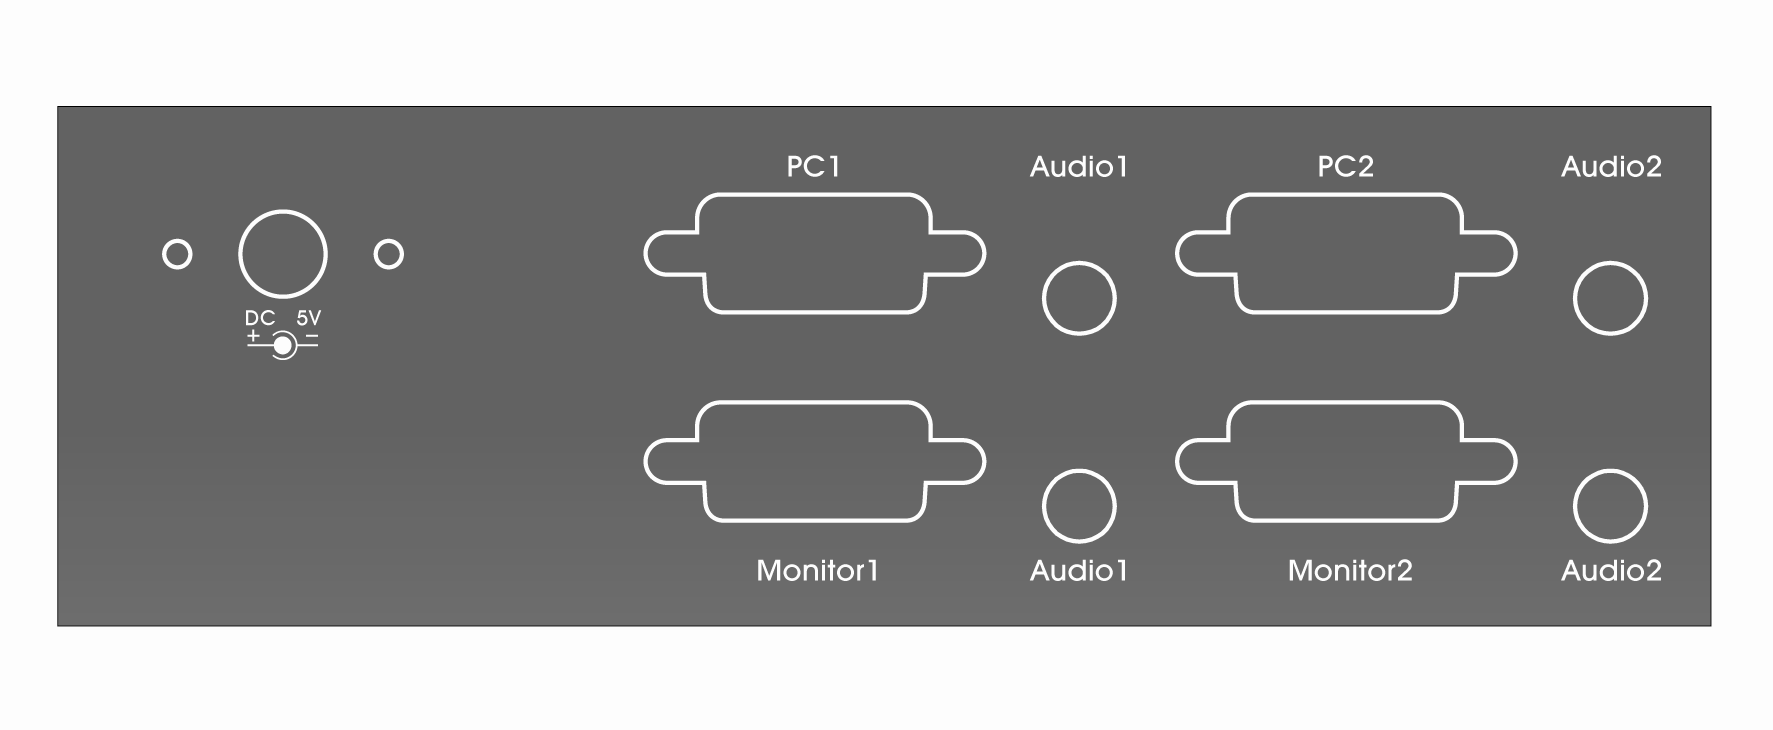 PC1 Audio1 PC2 Audio2
DC 5V
+ −
Monitor1 Audio1 Monitor2 Audio2